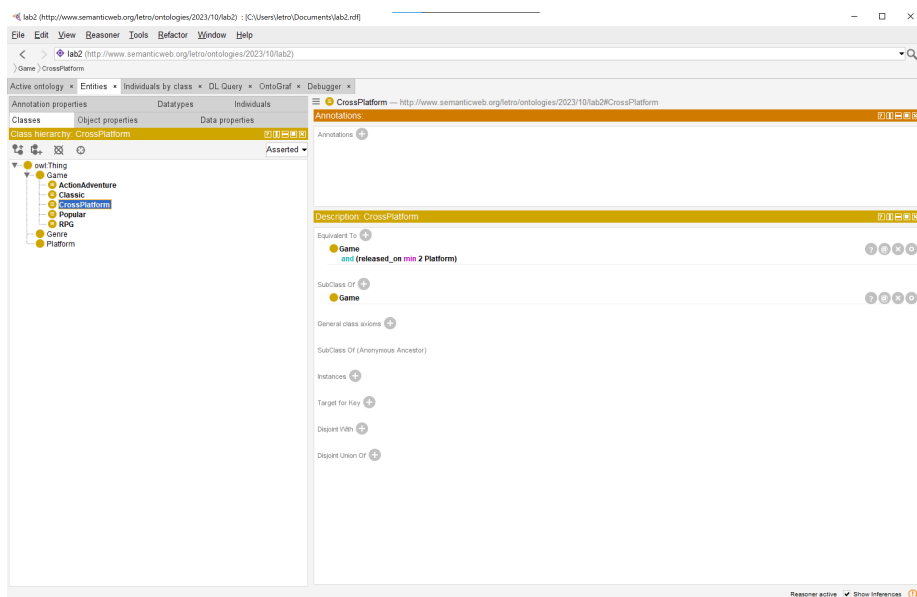 lab2 (http://www.semanticweb.org/letro/ontologies/2023/10/lab2) : [C:\Users\letro\Documents\lab2.rdf]
File Edit View Reasoner Tools Refactor Window Help
< > lab2 (http://www.semanticweb.org/letro/ontologies/2023/10/lab2)
Game CrossPlatform
Active ontology × Entities × Individuals by class × DL Query × OntoGraf × Debugger ×
Annotation properties Datatypes Individuals
Classes Object properties Data properties
Class hierarchy: CrossPlatform
Asserted
owl:Thing
Game
ActionAdventure
Classic
CrossPlatform
Popular
RPG
Genre
Platform
CrossPlatform — http://www.semanticweb.org/letro/ontologies/2023/10/lab2#CrossPlatform
Annotations:
Annotations
Description: CrossPlatform
Equivalent To
Game
and (released_on min 2 Platform)
SubClass Of
Game
General class axioms
SubClass Of (Anonymous Ancestor)
Instances
Target for Key
Disjoint With
Disjoint Union Of
Reasoner active Show Inferences